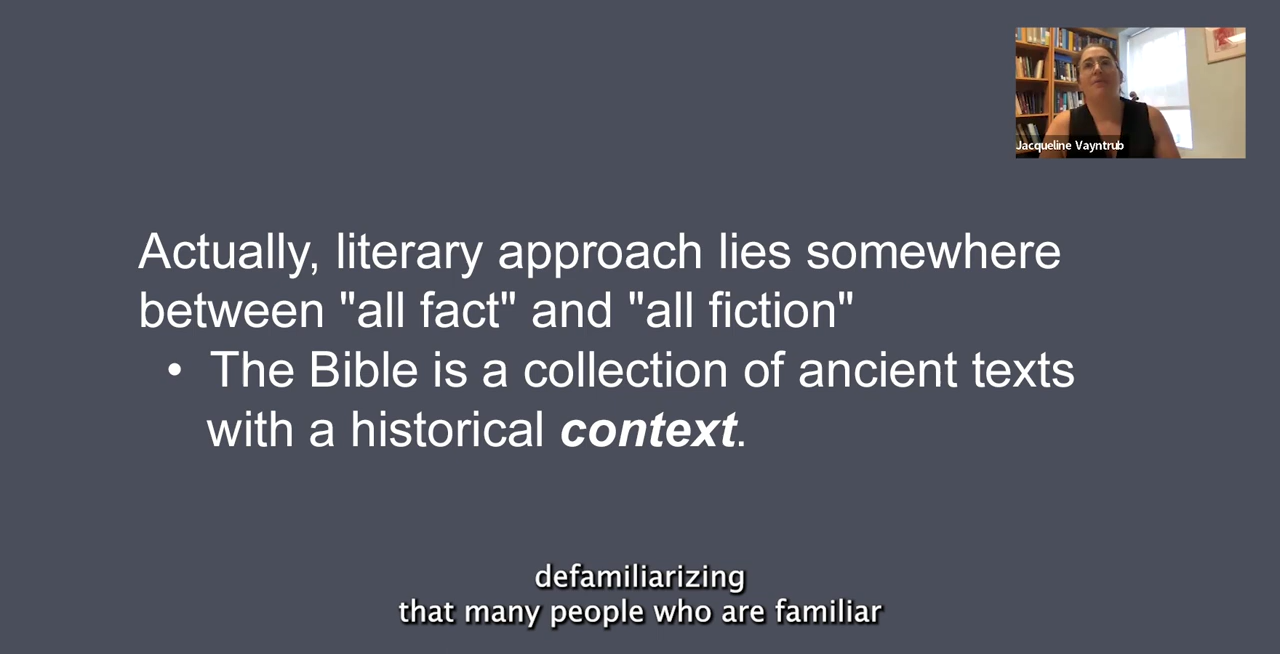 Jacqueline Vayntrub
Actually, literary approach lies somewhere
between "all fact" and "all fiction"
• The Bible is a collection of ancient texts
with a historical context.
defamiliarizing
that many people who are familiar